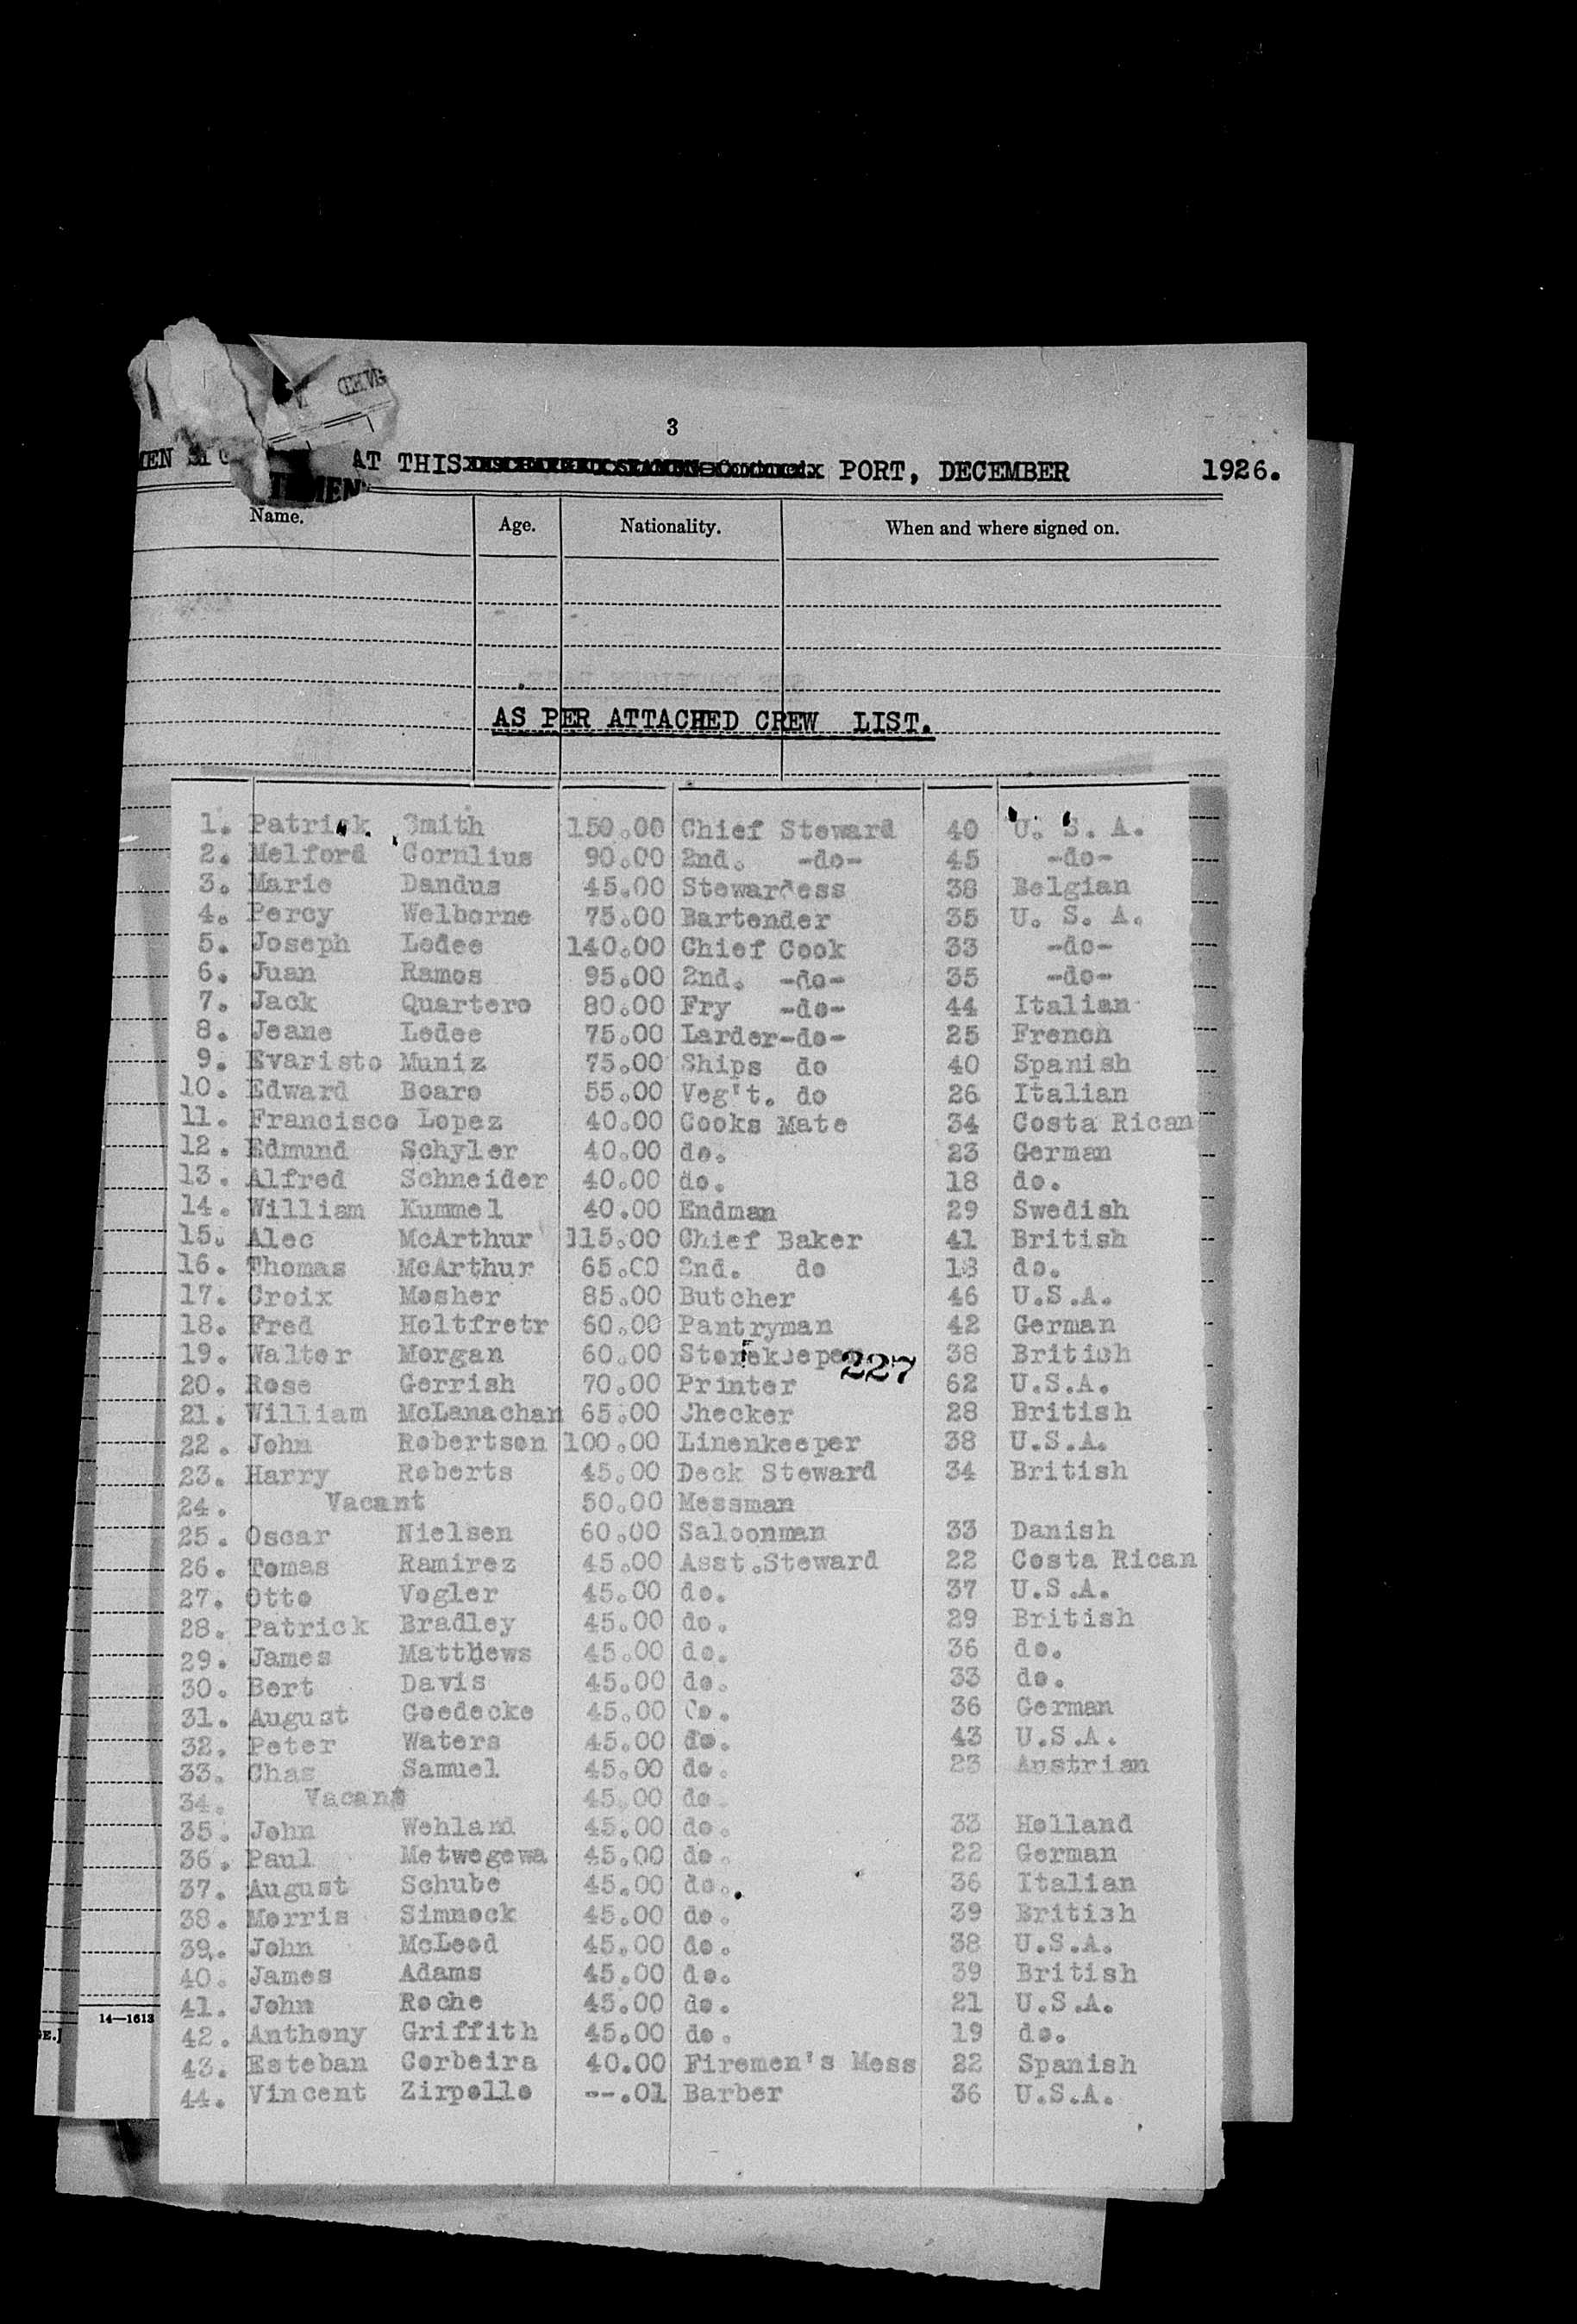 3
AT THIS PORT, DECEMBER 1926.
Name. Age. Nationality. When and where signed on.
AS PER ATTACHED CREW LIST.
1. Patrick Smith 150.00 Chief Steward 40 U. S. A.
2. Melford Cornlius 90.00 2nd. -do- 45 -do-
3. Marie Dandus 45.00 Stewardess 38 Belgian
4. Percy Welborne 75.00 Bartender 35 U. S. A.
5. Joseph Ledee 140.00 Chief Cook 33 -do-
6. Juan Ramos 95.00 2nd. -do- 35 -do-
7. Jack Quartero 80.00 Fry -do- 44 Italian
8. Jeane Ledee 75.00 Larder-do- 25 French
9. Evaristo Muniz 75.00 Ships do 40 Spanish
10. Edward Boaro 55.00 Veg't. do 26 Italian
11. Francisco Lopez 40.00 Cooks Mate 34 Costa Rican
12. Edmund Schyler 40.00 do. 23 German
13. Alfred Schneider 40.00 do. 18 do.
14. William Kummel 40.00 Endman 29 Swedish
15. Alec McArthur 115.00 Chief Baker 41 British
16. Thomas McArthur 65.00 2nd. do 18 do.
17. Croix Mosher 85.00 Butcher 46 U.S.A.
18. Fred Holtfretr 60.00 Pantryman 42 German
19. Walter Morgan 60.00 Storekeeper 38 British
227
20. Rose Gerrish 70.00 Printer 62 U.S.A.
21. William McLanachan 65.00 Checker 28 British
22. John Robertson 100.00 Linenkeeper 38 U.S.A.
23. Harry Roberts 45.00 Deck Steward 34 British
24. Vacant 50.00 Messman
25. Oscar Nielsen 60.00 Saloonman 33 Danish
26. Tomas Ramirez 45.00 Asst.Steward 22 Costa Rican
27. Otto Vogler 45.00 do. 37 U.S.A.
28. Patrick Bradley 45.00 do. 29 British
29. James Matthews 45.00 do. 36 do.
30. Bert Davis 45.00 do. 33 do.
31. August Goedecke 45.00 do. 36 German
32. Peter Waters 45.00 do. 43 U.S.A.
33. Chas Samuel 45.00 do. 23 Austrian
34. Vacant 45.00 do.
35. John Wehland 45.00 do. 33 Holland
36. Paul Metwegewa 45.00 do. 22 German
37. August Schube 45.00 do. 36 Italian
38. Morris Simnock 45.00 do. 39 British
39. John McLeod 45.00 do. 38 U.S.A.
40. James Adams 45.00 do. 39 British
41. John Roche 45.00 do. 21 U.S.A.
42. Anthony Griffith 45.00 do. 19 do.
43. Esteban Corbeira 40.00 Firemen's Mess 22 Spanish
44. Vincent Zirpollo --.01 Barber 36 U.S.A.
14—1613